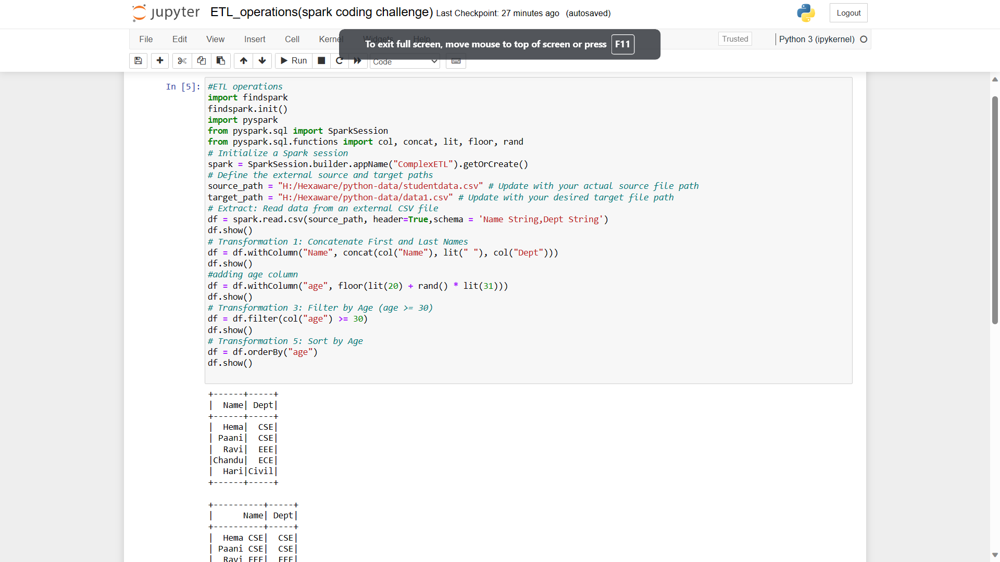 jupyter ETL_operations(spark coding challenge) Last Checkpoint: 27 minutes ago (autosaved) Logout
File Edit View Insert Cell Kernel Widgets Help Trusted Python 3 (ipykernel)
To exit full screen, move mouse to top of screen or press F11
Run Code
In [5]: #ETL operations
import findspark
findspark.init()
import pyspark
from pyspark.sql import SparkSession
from pyspark.sql.functions import col, concat, lit, floor, rand
# Initialize a Spark session
spark = SparkSession.builder.appName("ComplexETL").getOrCreate()
# Define the external source and target paths
source_path = "H:/Hexaware/python-data/studentdata.csv" # Update with your actual source file path
target_path = "H:/Hexaware/python-data/data1.csv" # Update with your desired target file path
# Extract: Read data from an external CSV file
df = spark.read.csv(source_path, header=True,schema = 'Name String,Dept String')
df.show()
# Transformation 1: Concatenate First and Last Names
df = df.withColumn("Name", concat(col("Name"), lit(" "), col("Dept")))
df.show()
#adding age column
df = df.withColumn("age", floor(lit(20) + rand() * lit(31)))
df.show()
# Transformation 3: Filter by Age (age >= 30)
df = df.filter(col("age") >= 30)
df.show()
# Transformation 5: Sort by Age
df = df.orderBy("age")
df.show()
+------+-----+
|  Name| Dept|
+------+-----+
|  Hema|  CSE|
| Paani|  CSE|
|  Ravi|  EEE|
|Chandu|  ECE|
|  Hari|Civil|
+------+-----+
+----------+-----+
|      Name| Dept|
+----------+-----+
|  Hema CSE|  CSE|
| Paani CSE|  CSE|
|  Ravi EEE|  EEE|